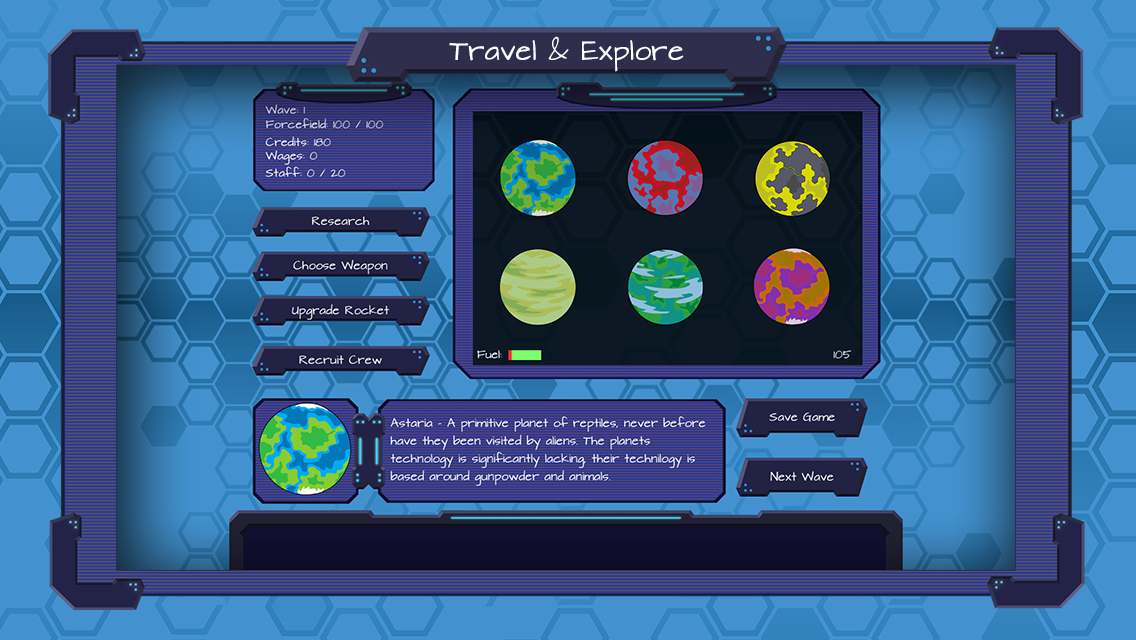 Travel & Explore
Wave: 1
Forcefield: 100 / 100
Credits: 180
Wages: 0
Staff: 0 / 20
Research
Choose Weapon
Upgrade Rocket
Recruit Crew
Fuel:
105
Astaria - A primitive planet of reptiles, never before
have they been visited by aliens. The planets
technology is significantly lacking, their technilogy is
based around gunpowder and animals.
Save Game
Next Wave